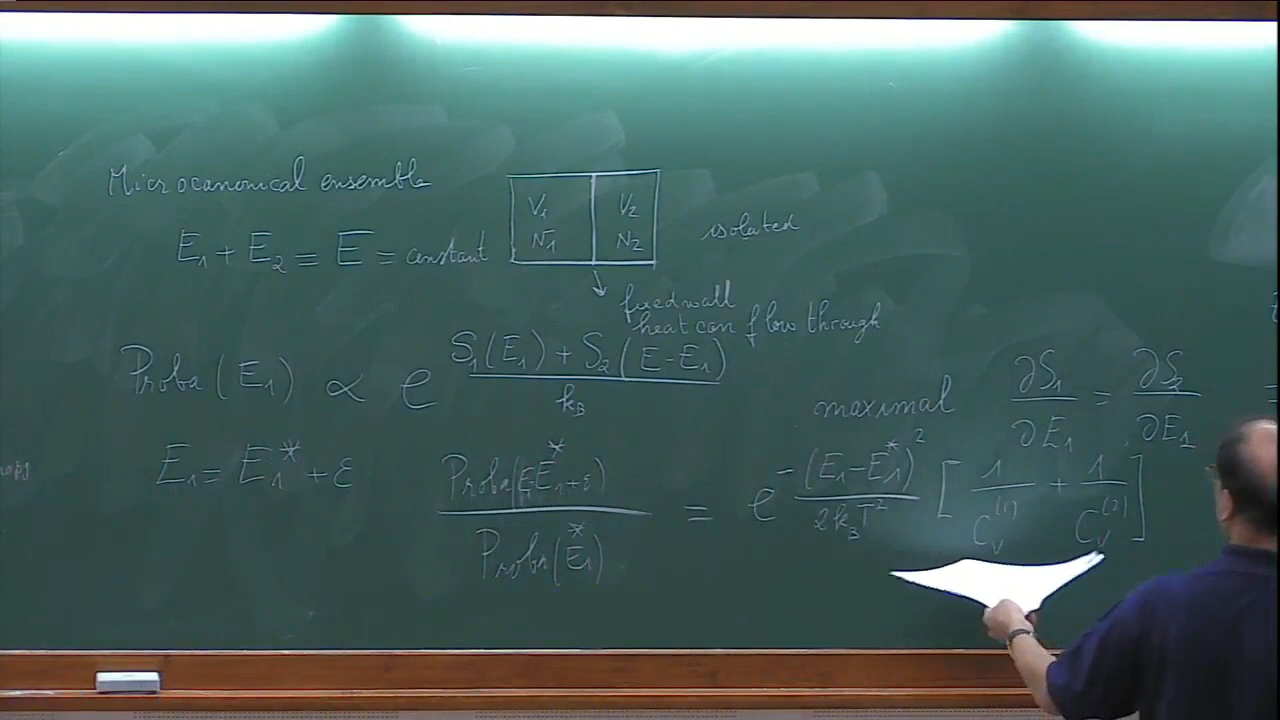 Microcanonical ensemble
V₁ V₂
N₁ N₂
isolated
E₁ + E₂ = E = constant
fixed wall
heat can flow through
Proba(E₁) ∝ e^{(S₁(E₁) + S₂(E-E₁))/k_B}
maximal ∂S₁/∂E₁ = ∂S₂/∂E₁
E₁ = E₁* + ε
Proba(E₁* + ε)/Proba(E₁*) = e^{-(E₁-E₁*)²/(2k_BT²) [1/C_V^{(1)} + 1/C_V^{(2)}]}